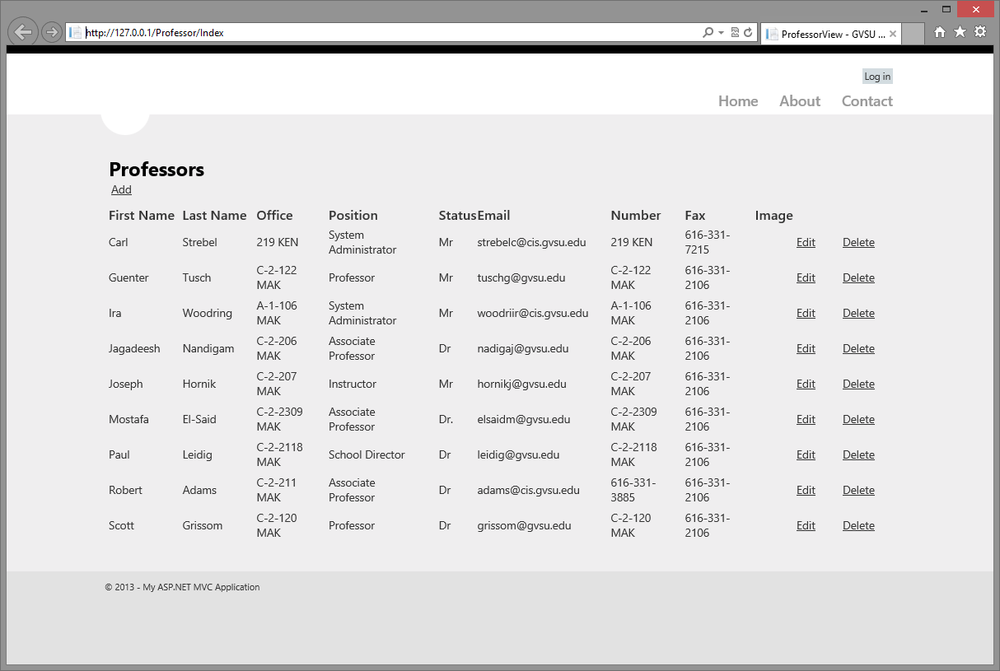 http://127.0.0.1/Professor/Index
ProfessorView - GVSU ...
Log in
Home About Contact
Professors
Add
First Name Last Name Office Position Status Email Number Fax Image
Carl Strebel 219 KEN System Administrator Mr strebelc@cis.gvsu.edu 219 KEN 616-331-7215 Edit Delete
Guenter Tusch C-2-122 MAK Professor Mr tuschg@gvsu.edu C-2-122 MAK 616-331-2106 Edit Delete
Ira Woodring A-1-106 MAK System Administrator Mr woodriir@cis.gvsu.edu A-1-106 MAK 616-331-2106 Edit Delete
Jagadeesh Nandigam C-2-206 MAK Associate Professor Dr nadigaj@gvsu.edu C-2-206 MAK 616-331-2106 Edit Delete
Joseph Hornik C-2-207 MAK Instructor Mr hornikj@gvsu.edu C-2-207 MAK 616-331-2106 Edit Delete
Mostafa El-Said C-2-2309 MAK Associate Professor Dr. elsaidm@gvsu.edu C-2-2309 MAK 616-331-2106 Edit Delete
Paul Leidig C-2-2118 MAK School Director Dr leidig@gvsu.edu C-2-2118 MAK 616-331-2106 Edit Delete
Robert Adams C-2-211 MAK Associate Professor Dr adams@cis.gvsu.edu 616-331-3885 616-331-2106 Edit Delete
Scott Grissom C-2-120 MAK Professor Dr grissom@gvsu.edu C-2-120 MAK 616-331-2106 Edit Delete
© 2013 - My ASP.NET MVC Application